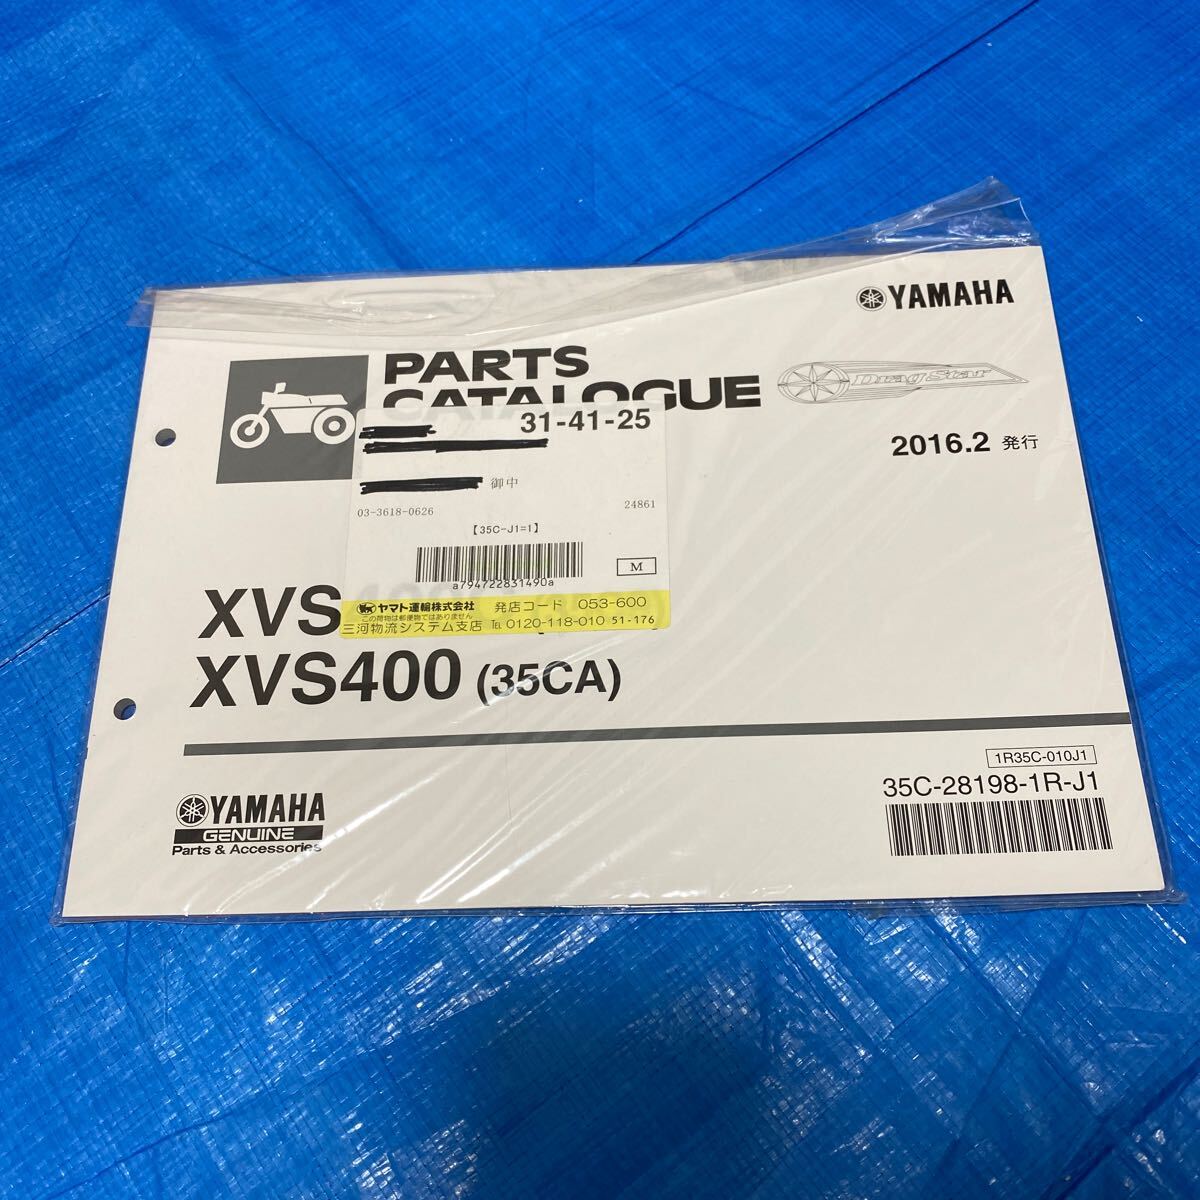 YAMAHA
PARTS
CATALOGUE
DragStar
2016.2 発行
31-41-25
御中
03-3618-0626
24861
【35C-J1=1】
a794722831490a
M
ヤマト運輸株式会社
この荷物は郵便物ではありません
発店コード 053-600
三河物流システム支店 TEL 0120-118-010 51-176
XVS
XVS400 (35CA)
1R35C-010J1
35C-28198-1R-J1
YAMAHA
GENUINE
Parts & Accessories